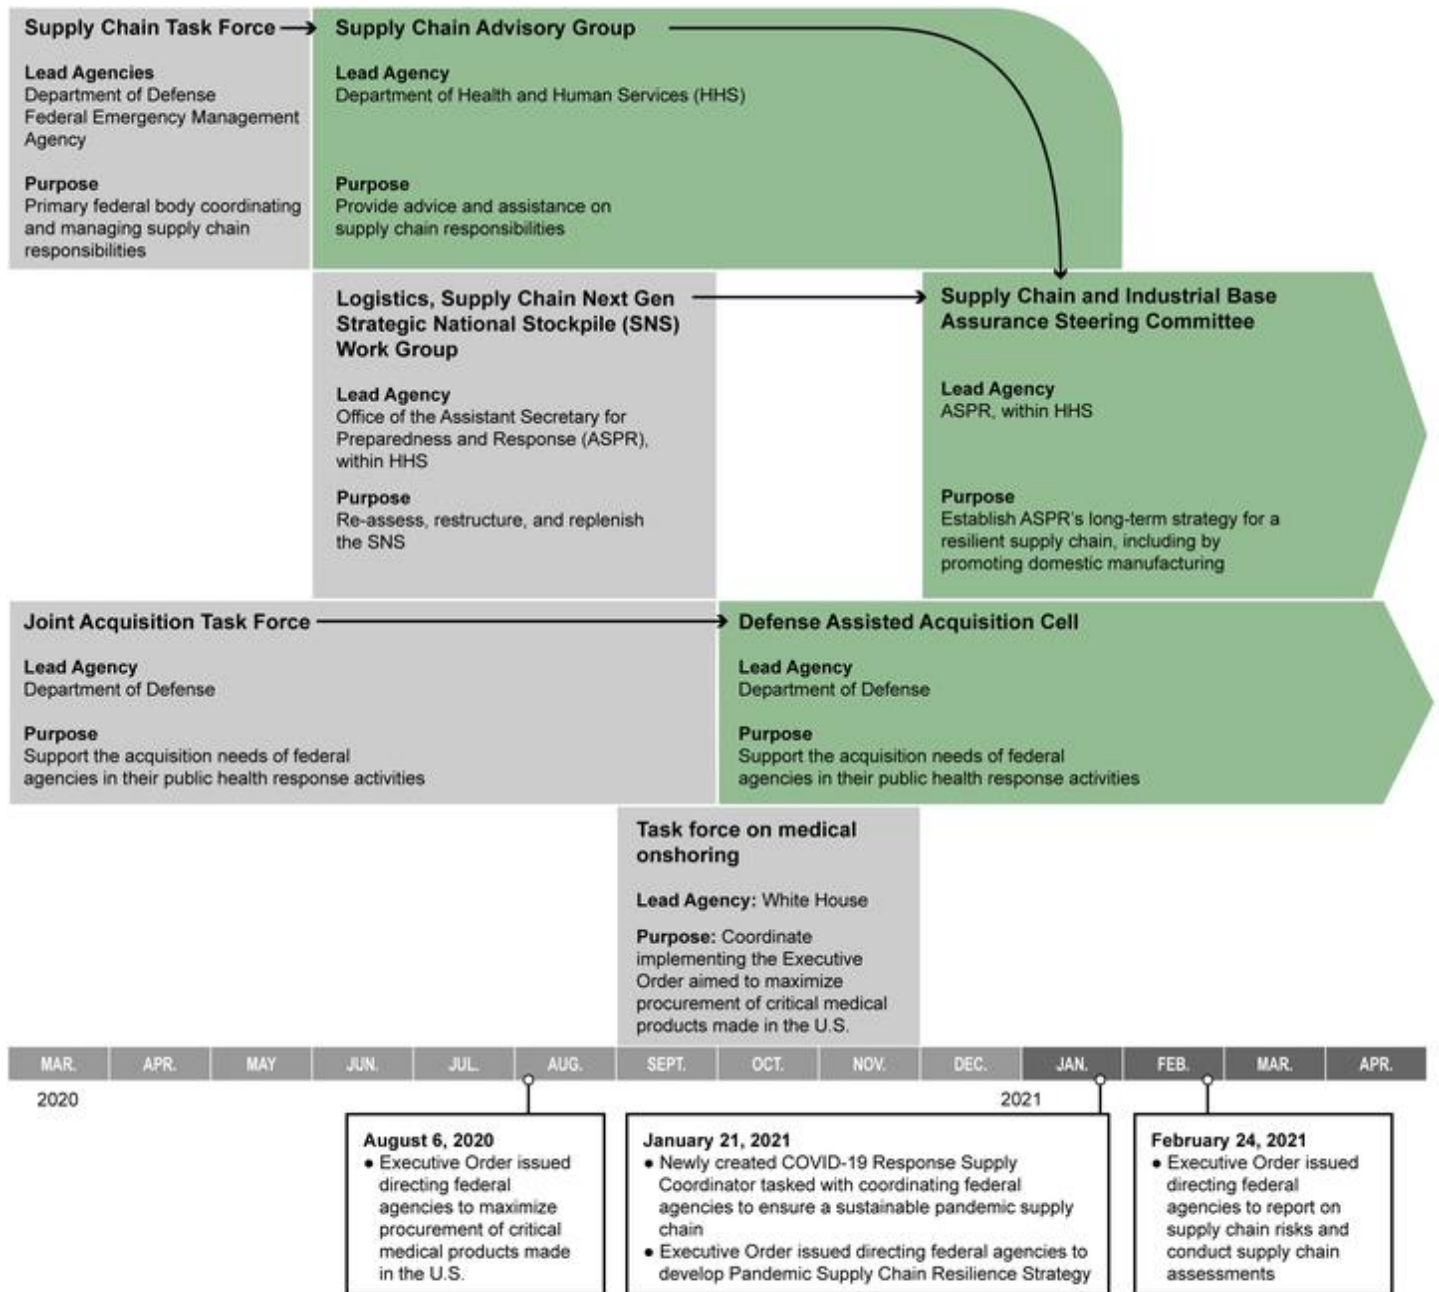 Supply Chain Task Force
Lead Agencies
Department of Defense
Federal Emergency Management
Agency
Purpose
Primary federal body coordinating
and managing supply chain
responsibilities
Supply Chain Advisory Group
Lead Agency
Department of Health and Human Services (HHS)
Purpose
Provide advice and assistance on
supply chain responsibilities
Logistics, Supply Chain Next Gen
Strategic National Stockpile (SNS)
Work Group
Lead Agency
Office of the Assistant Secretary for
Preparedness and Response (ASPR),
within HHS
Purpose
Re-assess, restructure, and replenish
the SNS
Supply Chain and Industrial Base
Assurance Steering Committee
Lead Agency
ASPR, within HHS
Purpose
Establish ASPR's long-term strategy for a
resilient supply chain, including by
promoting domestic manufacturing
Joint Acquisition Task Force
Lead Agency
Department of Defense
Purpose
Support the acquisition needs of federal
agencies in their public health response activities
Defense Assisted Acquisition Cell
Lead Agency
Department of Defense
Purpose
Support the acquisition needs of federal
agencies in their public health response activities
Task force on medical
onshoring
Lead Agency: White House
Purpose: Coordinate
implementing the Executive
Order aimed to maximize
procurement of critical medical
products made in the U.S.
MAR. APR. MAY JUN. JUL. AUG. SEPT. OCT. NOV. DEC. JAN. FEB. MAR. APR.
2020 2021
August 6, 2020
● Executive Order issued
directing federal
agencies to maximize
procurement of critical
medical products made
in the U.S.
January 21, 2021
● Newly created COVID-19 Response Supply
Coordinator tasked with coordinating federal
agencies to ensure a sustainable pandemic supply
chain
● Executive Order issued directing federal agencies to
develop Pandemic Supply Chain Resilience Strategy
February 24, 2021
● Executive Order issued
directing federal
agencies to report on
supply chain risks and
conduct supply chain
assessments